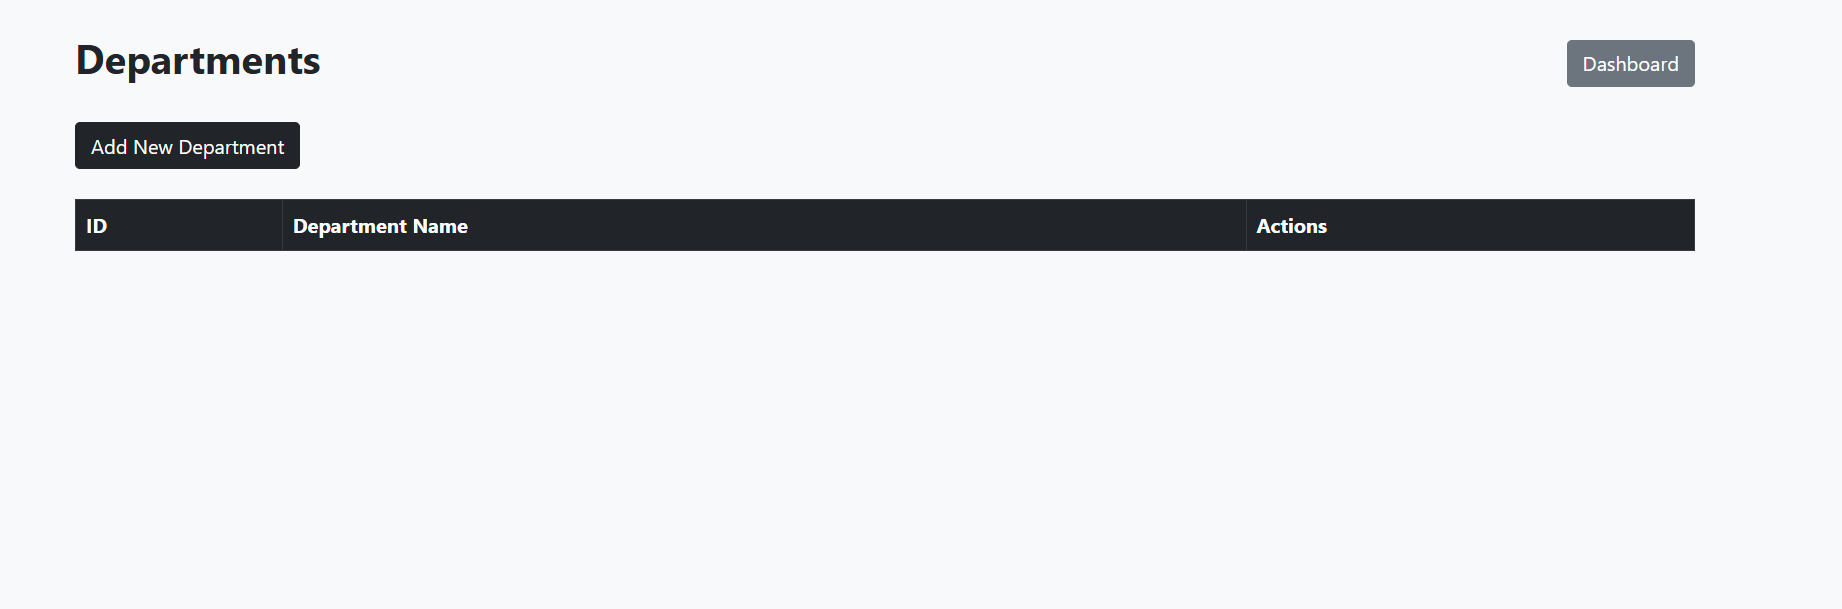 Departments
Dashboard
Add New Department
ID Department Name Actions